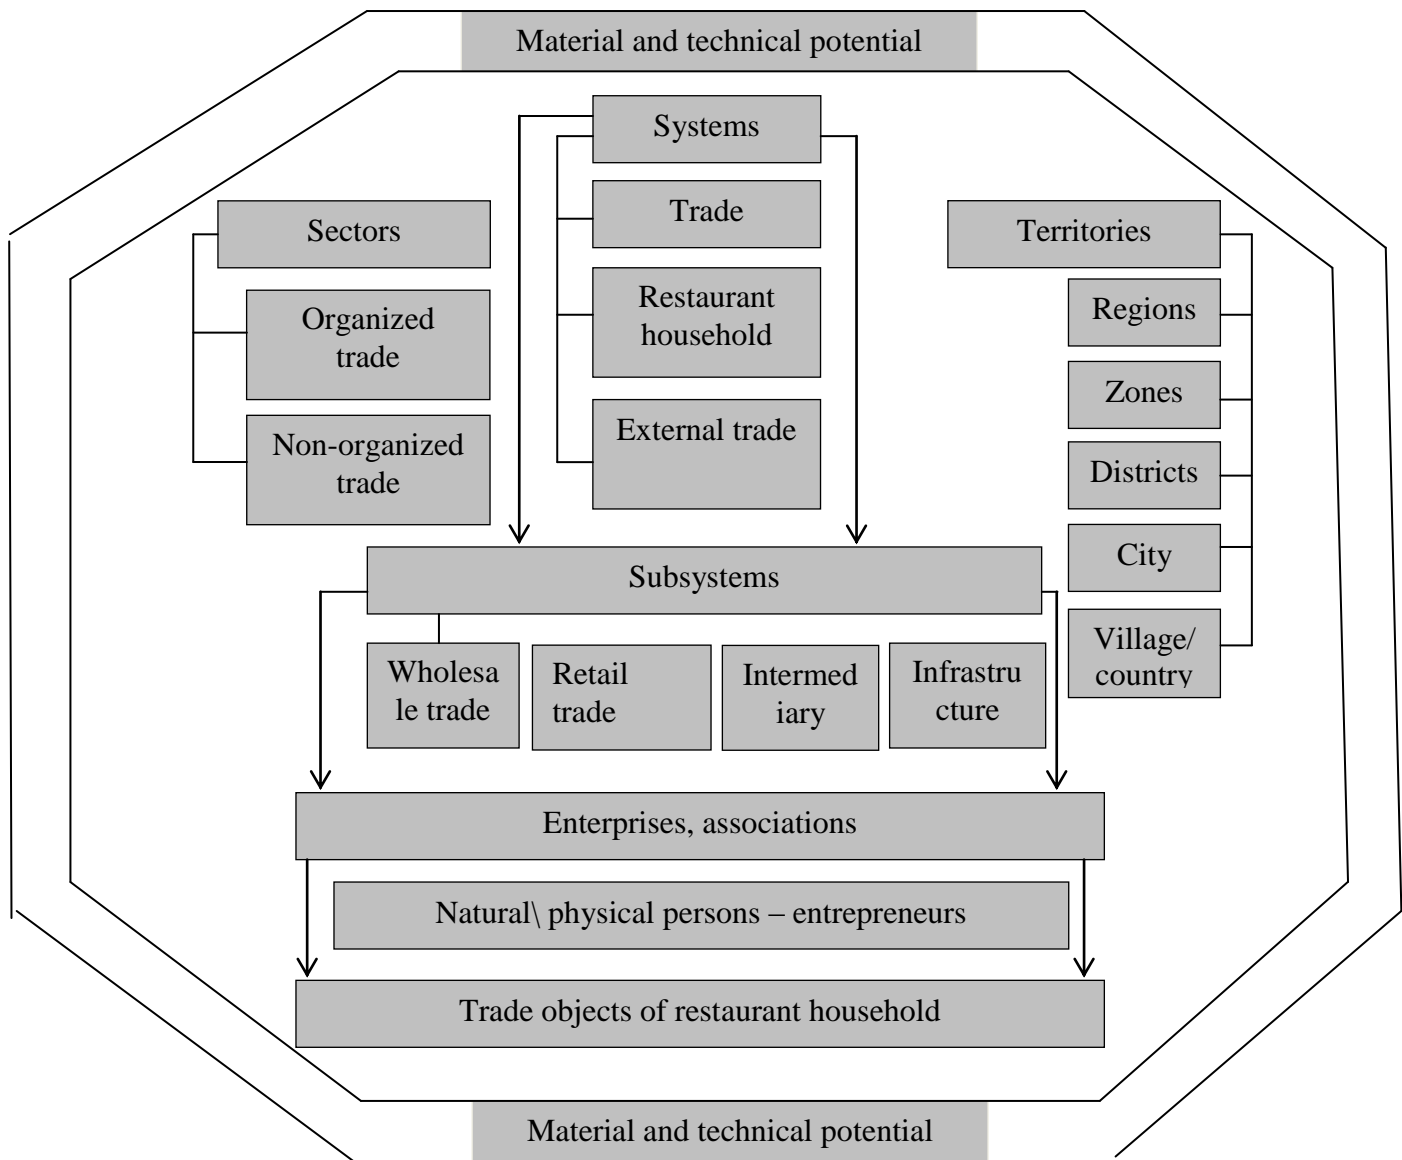 Material and technical potential
Systems
Trade
Restaurant
household
External trade
Sectors
Organized
trade
Non-organized
trade
Territories
Regions
Zones
Districts
City
Village/
country
Subsystems
Wholesa
le trade
Retail
trade
Intermed
iary
Infrastru
cture
Enterprises, associations
Natural\ physical persons – entrepreneurs
Trade objects of restaurant household
Material and technical potential